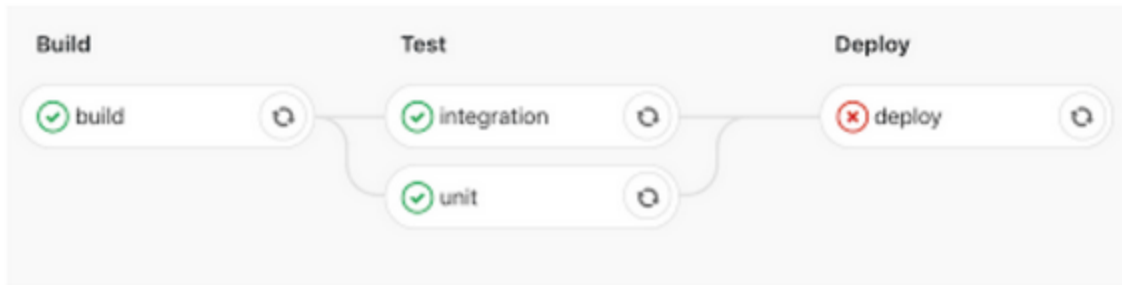 Build
Test
Deploy
build
integration
deploy
unit